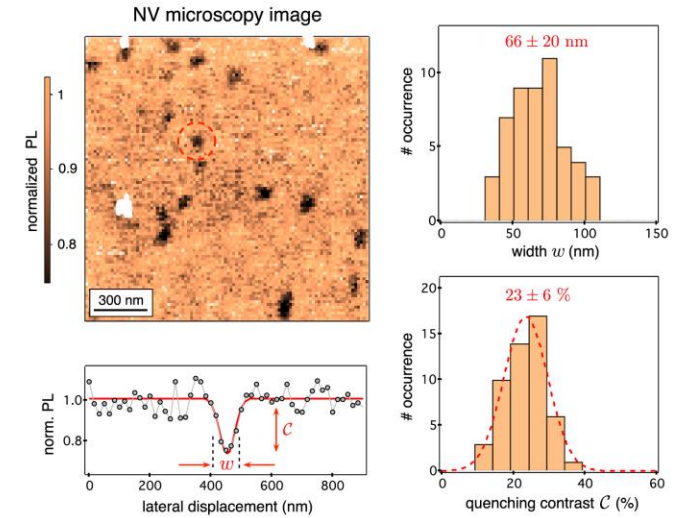 NV microscopy image
normalized PL
1
0.9
0.8
300 nm
norm. PL
1.0
0.8
C
w
0
200
400
600
800
lateral displacement (nm)
66 ± 20 nm
# occurrence
10
5
0
0
50
100
150
width w (nm)
23 ± 6 %
# occurrence
20
15
10
5
0
0
20
40
60
quenching contrast C (%)